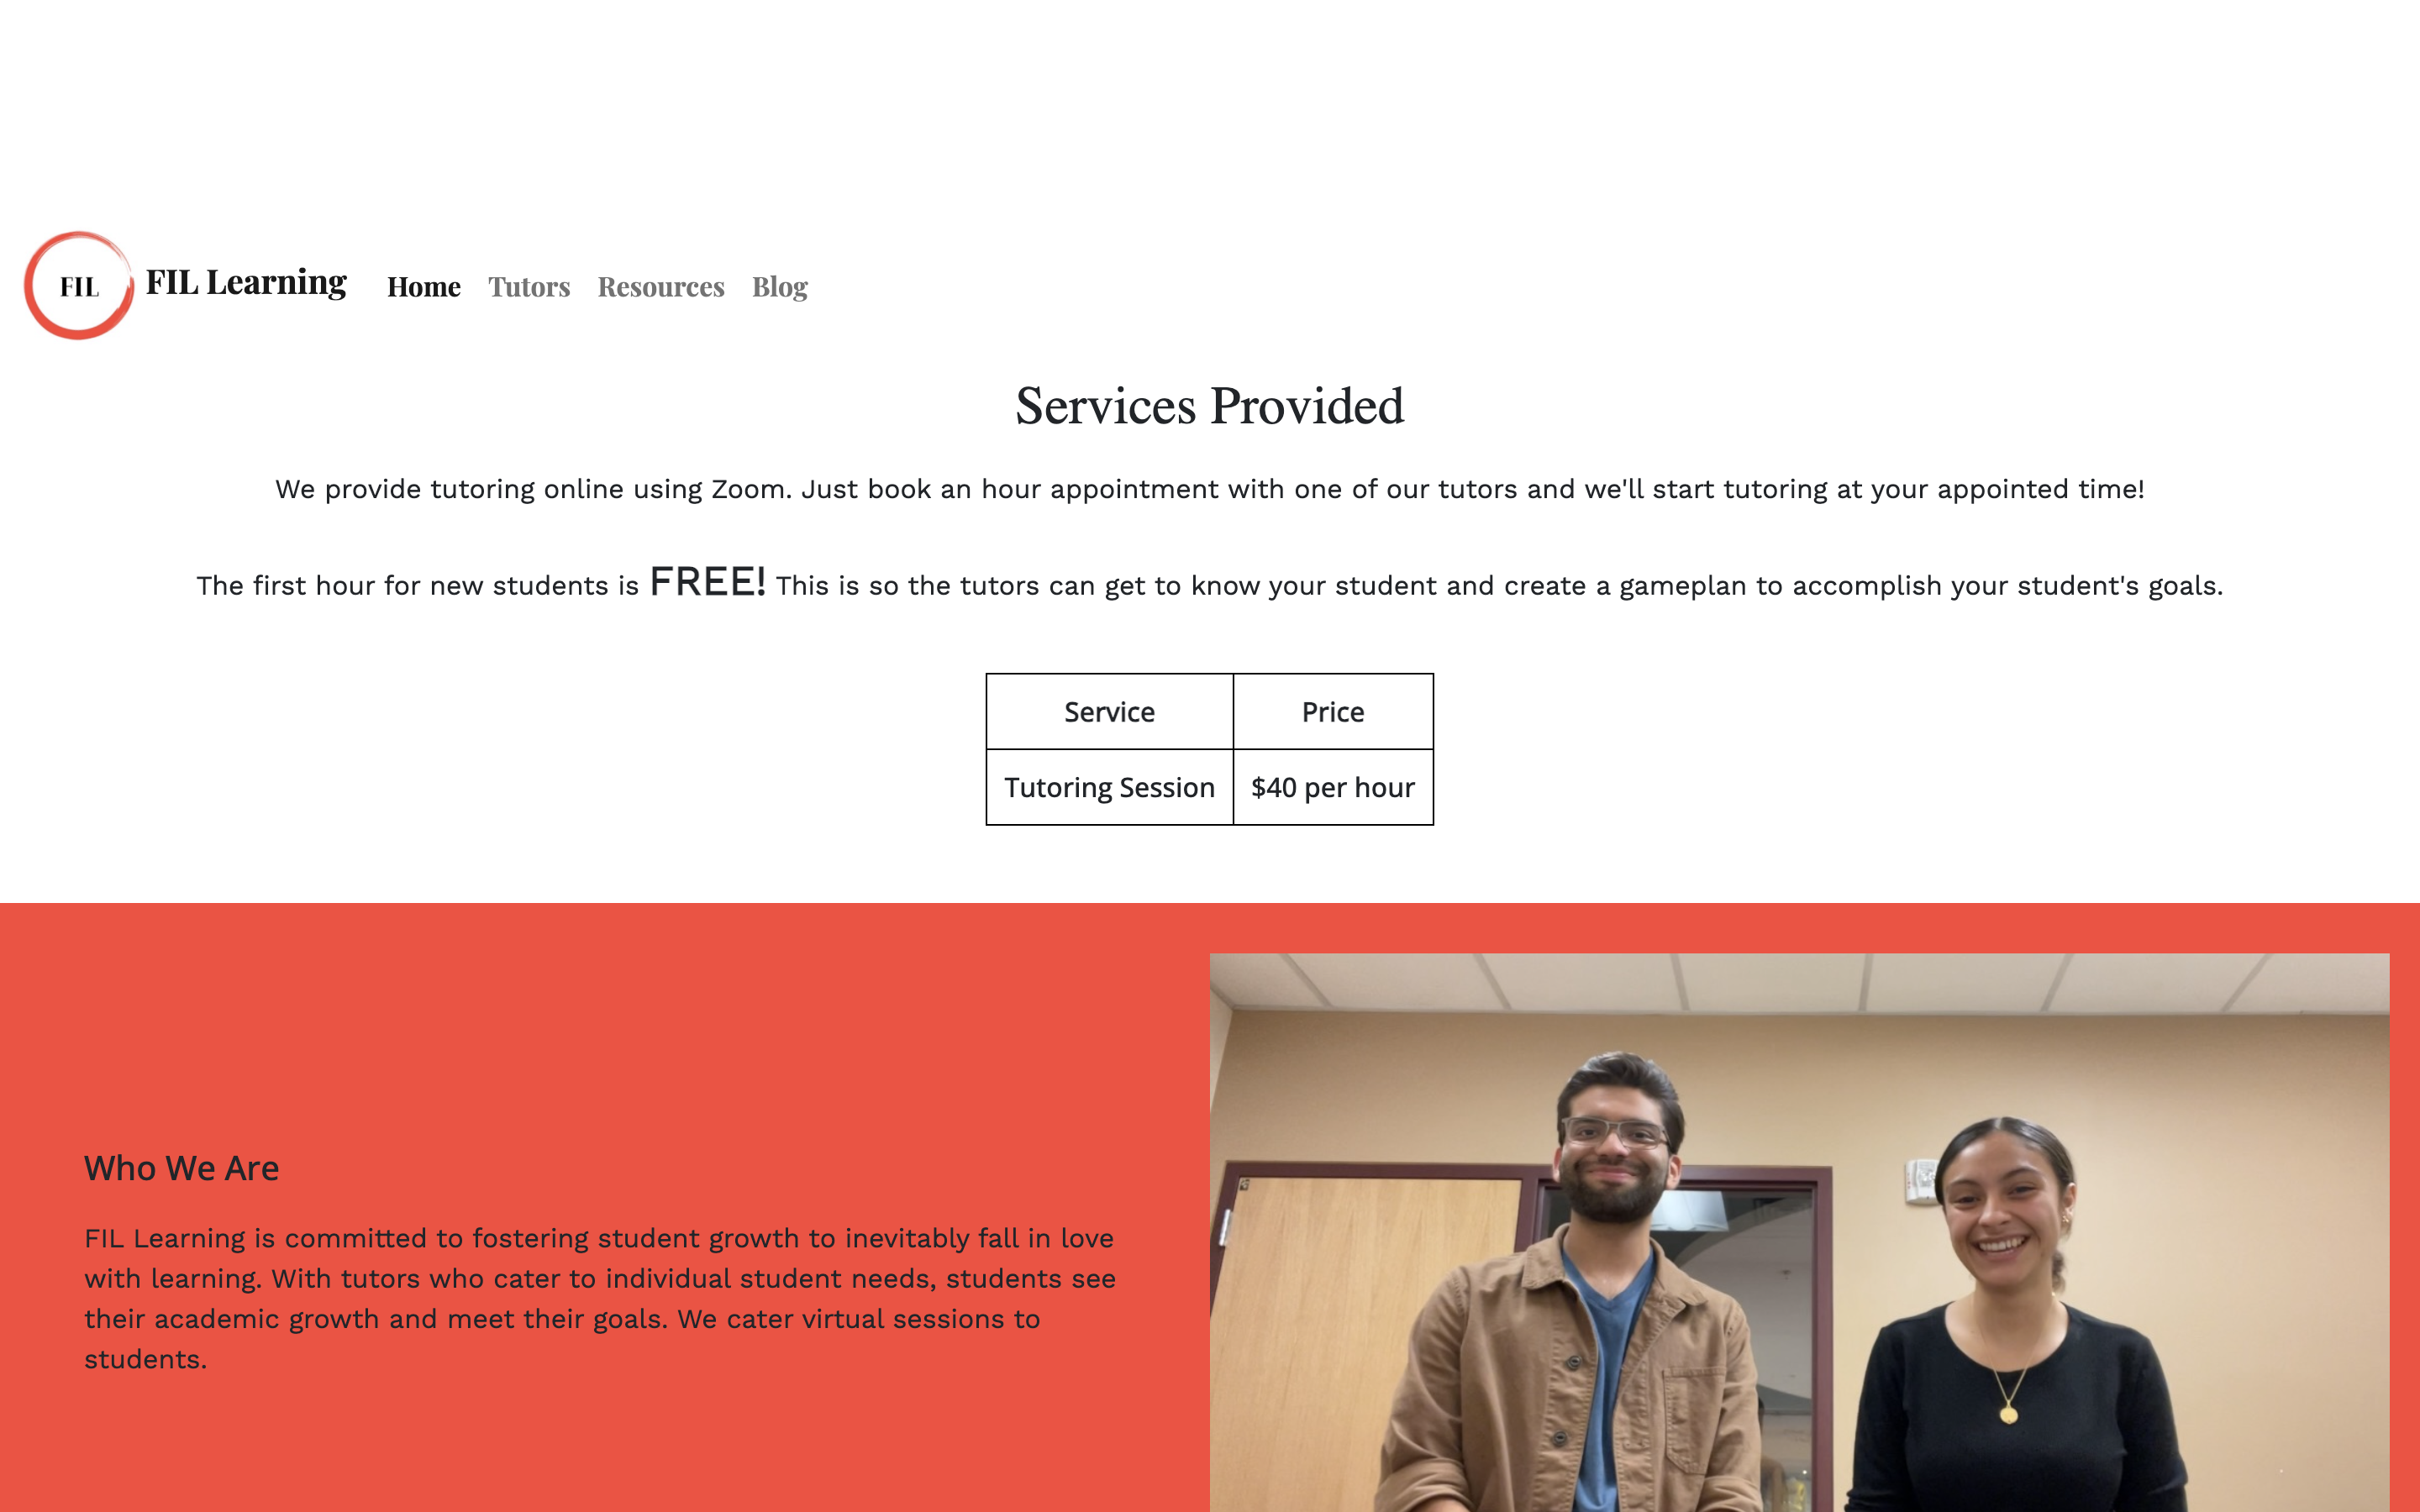 FIL
FIL Learning Home Tutors Resources Blog
Services Provided
We provide tutoring online using Zoom. Just book an hour appointment with one of our tutors and we'll start tutoring at your appointed time!
The first hour for new students is FREE! This is so the tutors can get to know your student and create a gameplan to accomplish your student's goals.
Service Price
Tutoring Session $40 per hour
Who We Are
FIL Learning is committed to fostering student growth to inevitably fall in love
with learning. With tutors who cater to individual student needs, students see
their academic growth and meet their goals. We cater virtual sessions to
students.